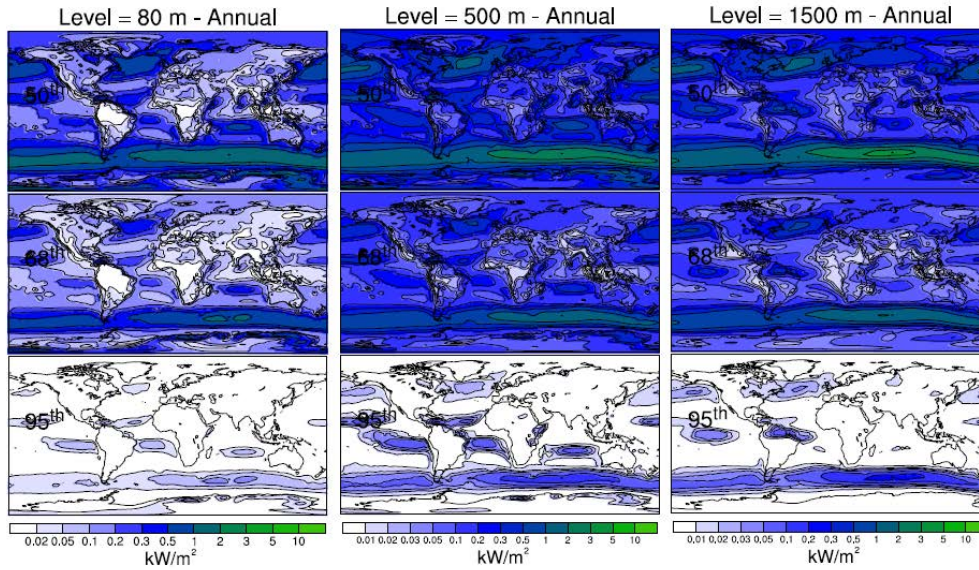 Level = 80 m - Annual
Level = 500 m - Annual
Level = 1500 m - Annual
50th
50th
50th
68th
68th
68th
95th
95th
95th
0.02 0.05 0.1 0.2 0.3 0.5 1 2 3 5 10
0.01 0.02 0.03 0.05 0.1 0.2 0.3 0.5 1 2 3 5 10
0.01 0.02 0.03 0.05 0.1 0.2 0.3 0.5 1 2 3 5 10
kW/m²
kW/m²
kW/m²